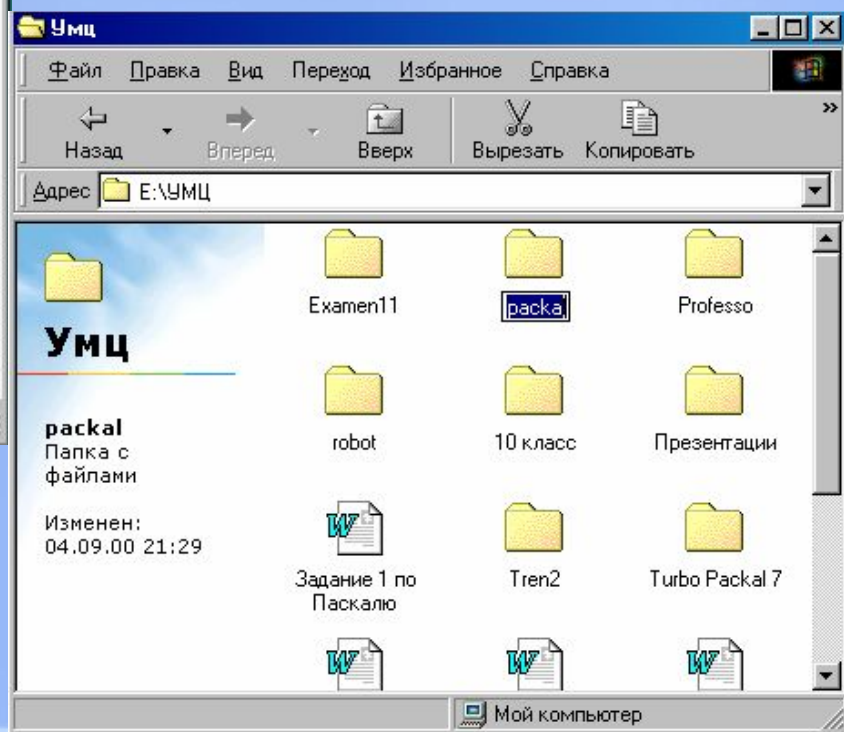 Умц
Файл Правка Вид Переход Избранное Справка
Назад Вперед Вверх Вырезать Копировать »
Адрес E:\УМЦ
Умц
packal
Папка с
файлами
Изменен:
04.09.00 21:29
Examen11 packa Professo
robot 10 класс Презентации
Задание 1 по
Паскалю
Tren2 Turbo Packal 7
Мой компьютер